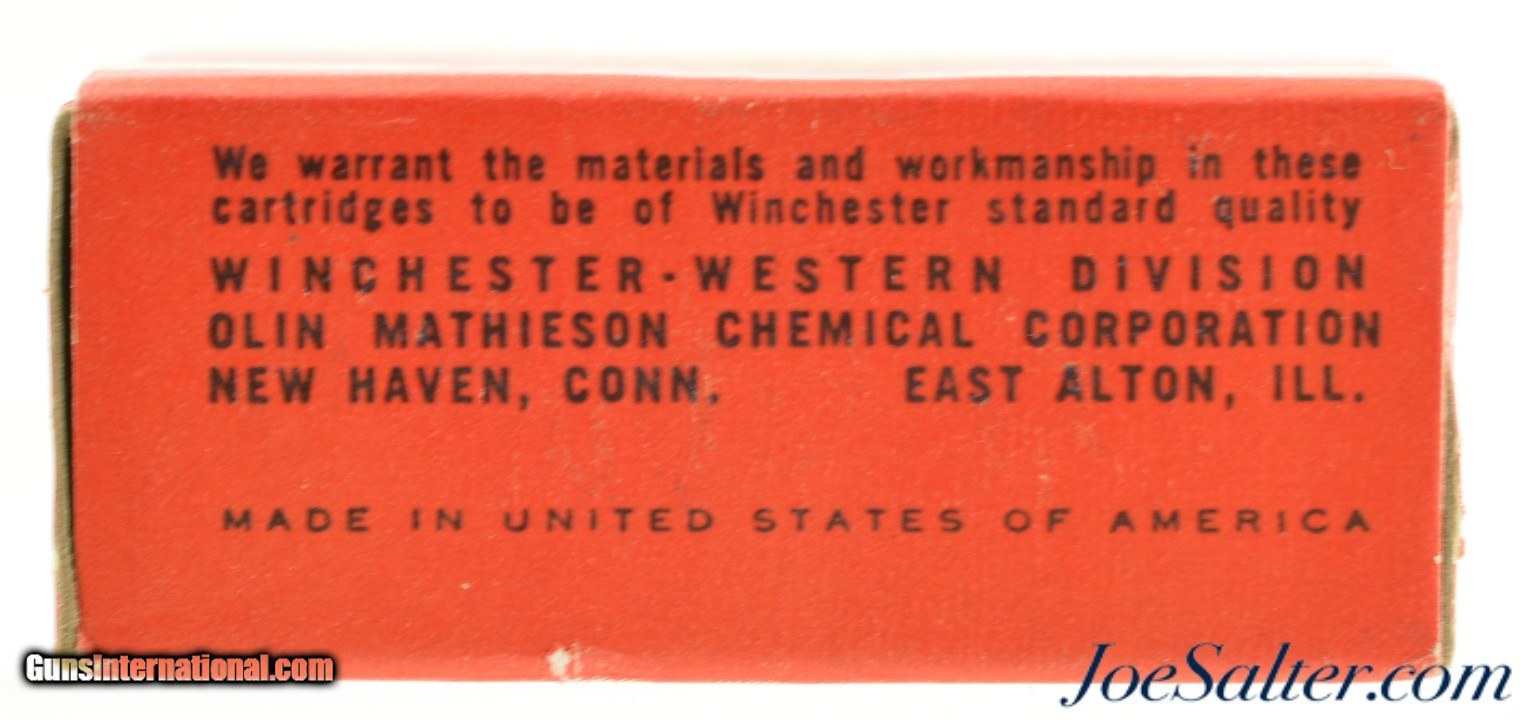 We warrant the materials and workmanship in these
cartridges to be of Winchester standard quality
WINCHESTER-WESTERN DIVISION
OLIN MATHIESON CHEMICAL CORPORATION
NEW HAVEN, CONN. EAST ALTON, ILL.
MADE IN UNITED STATES OF AMERICA
GunsInternational.com
JoeSalter.com